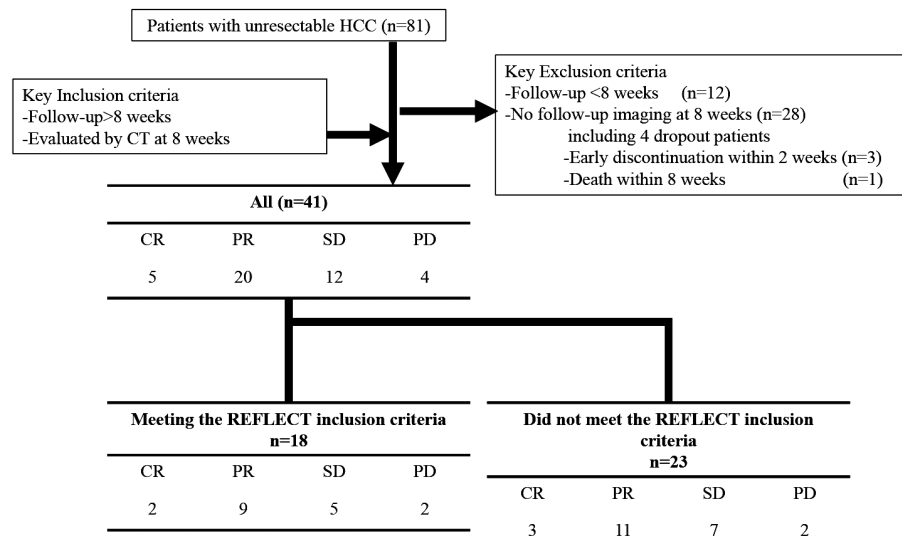 Patients with unresectable HCC (n=81)
Key Inclusion criteria
-Follow-up>8 weeks
-Evaluated by CT at 8 weeks
Key Exclusion criteria
-Follow-up <8 weeks (n=12)
-No follow-up imaging at 8 weeks (n=28)
including 4 dropout patients
-Early discontinuation within 2 weeks (n=3)
-Death within 8 weeks (n=1)
All (n=41)
CR PR SD PD
5 20 12 4
Meeting the REFLECT inclusion criteria
n=18
CR PR SD PD
2 9 5 2
Did not meet the REFLECT inclusion
criteria
n=23
CR PR SD PD
3 11 7 2